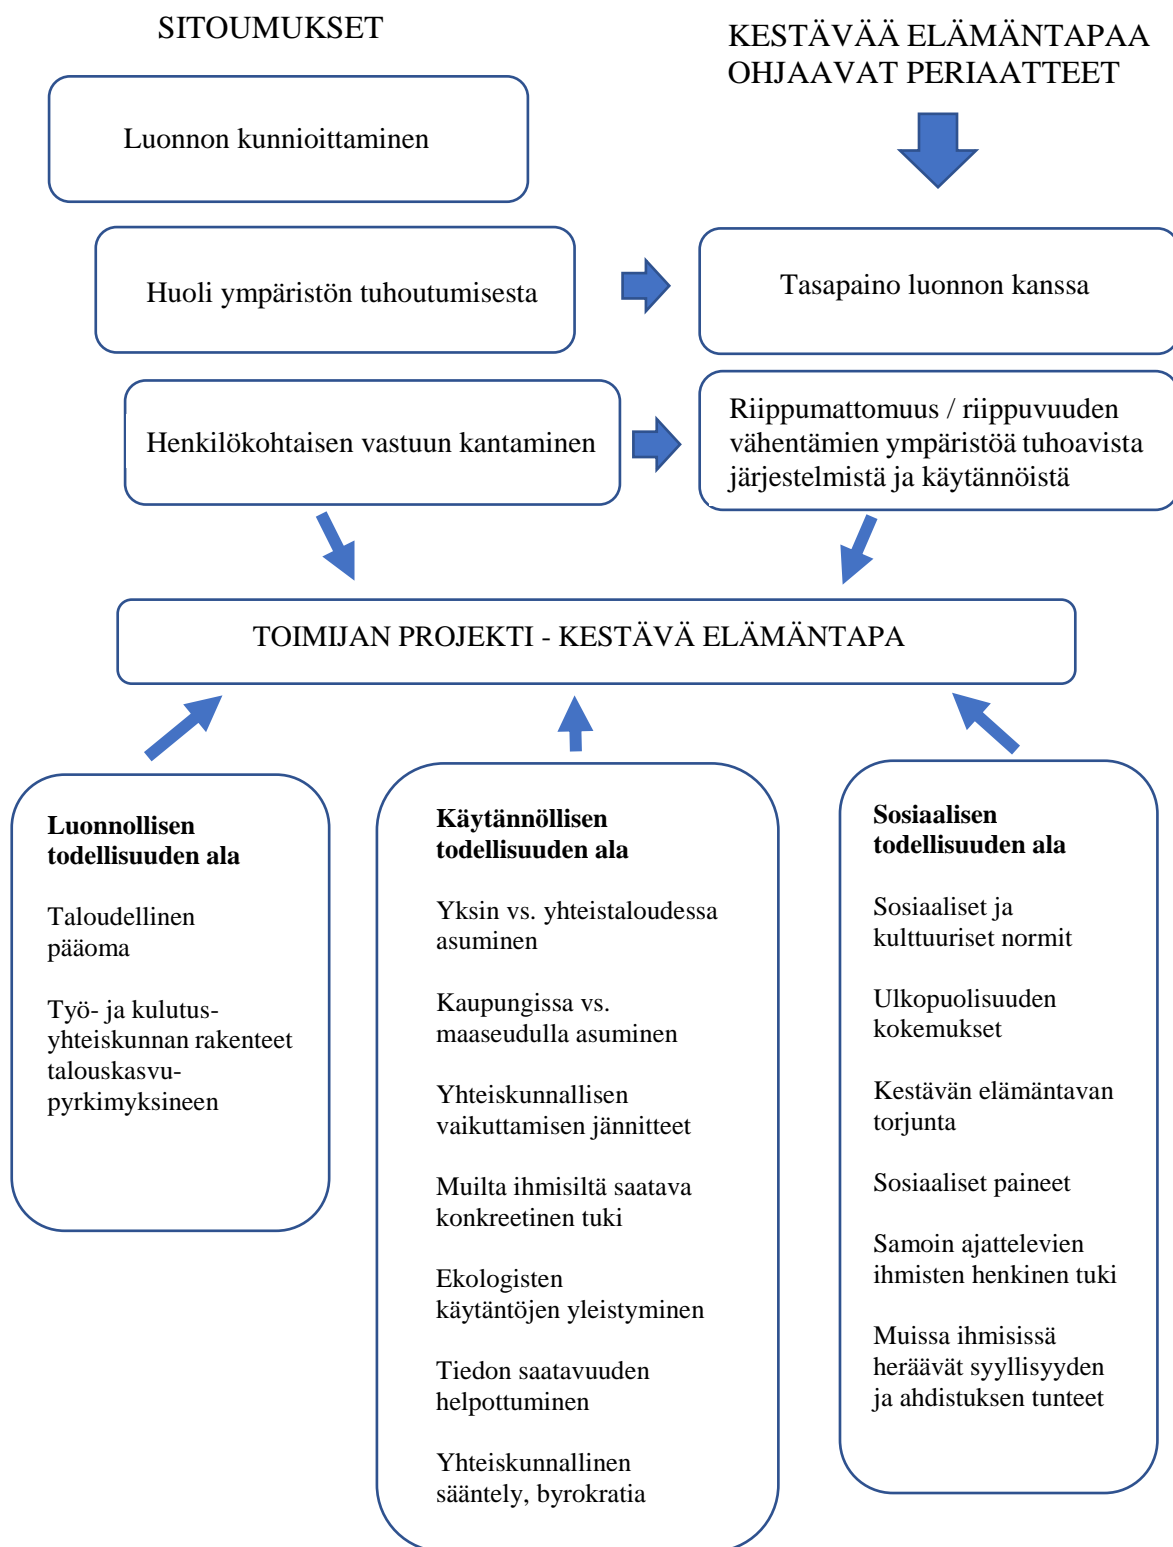 SITOUMUKSET
KESTÄVÄÄ ELÄMÄNTAPAA
OHJAAVAT PERIAATTEET
Luonnon kunnioittaminen
Huoli ympäristön tuhoutumisesta
Tasapaino luonnon kanssa
Henkilökohtaisen vastuun kantaminen
Riippumattomuus / riippuvuuden
vähentämien ympäristöä tuhoavista
järjestelmistä ja käytännöistä
TOIMIJAN PROJEKTI - KESTÄVÄ ELÄMÄNTAPA
Luonnollisen
todellisuuden ala
Taloudellinen
pääoma
Työ- ja kulutus-
yhteiskunnan rakenteet
talouskasvu-
pyrkimyksineen
Käytännöllisen
todellisuuden ala
Yksin vs. yhteistaloudessa
asuminen
Kaupungissa vs.
maaseudulla asuminen
Yhteiskunnallisen
vaikuttamisen jännitteet
Muilta ihmisiltä saatava
konkreetinen tuki
Ekologisten
käytäntöjen yleistyminen
Tiedon saatavuuden
helpottuminen
Yhteiskunnallinen
sääntely, byrokratia
Sosiaalisen
todellisuuden ala
Sosiaaliset ja
kulttuuriset normit
Ulkopuolisuuden
kokemukset
Kestävän elämäntavan
torjunta
Sosiaaliset paineet
Samoin ajattelevien
ihmisten henkinen tuki
Muissa ihmisissä
heräävät syyllisyyden
ja ahdistuksen tunteet